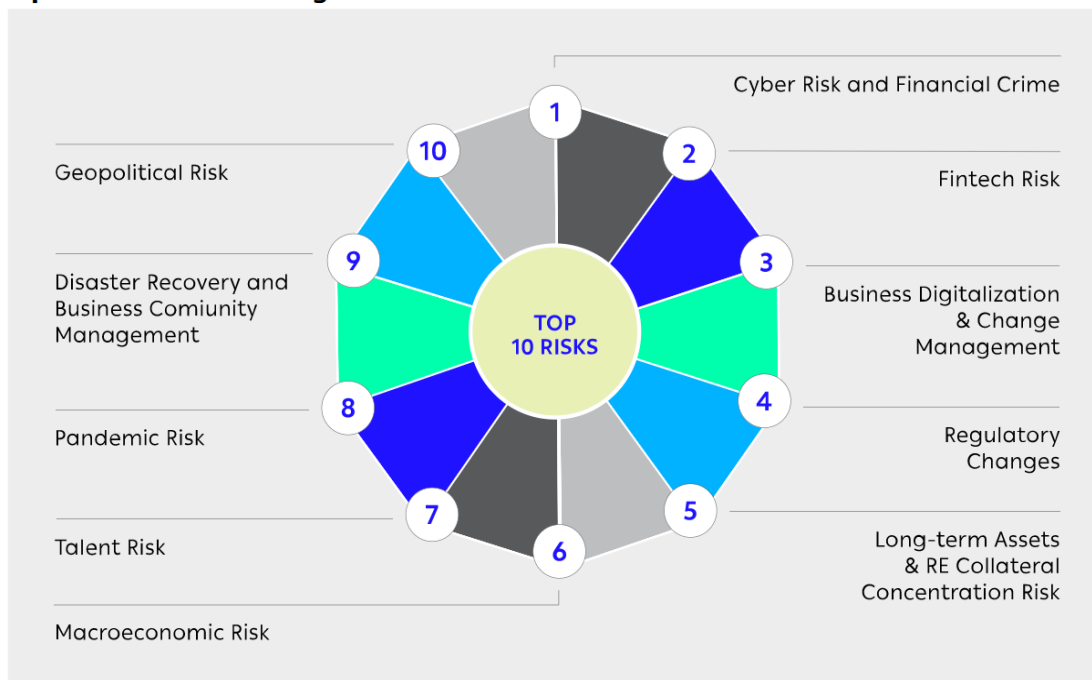 1
Cyber Risk and Financial Crime
2
Fintech Risk
3
Business Digitalization
& Change
Management
4
Regulatory
Changes
5
Long-term Assets
& RE Collateral
Concentration Risk
6
Macroeconomic Risk
7
Talent Risk
8
Pandemic Risk
9
Disaster Recovery and
Business Comiunity
Management
10
Geopolitical Risk
TOP
10 RISKS